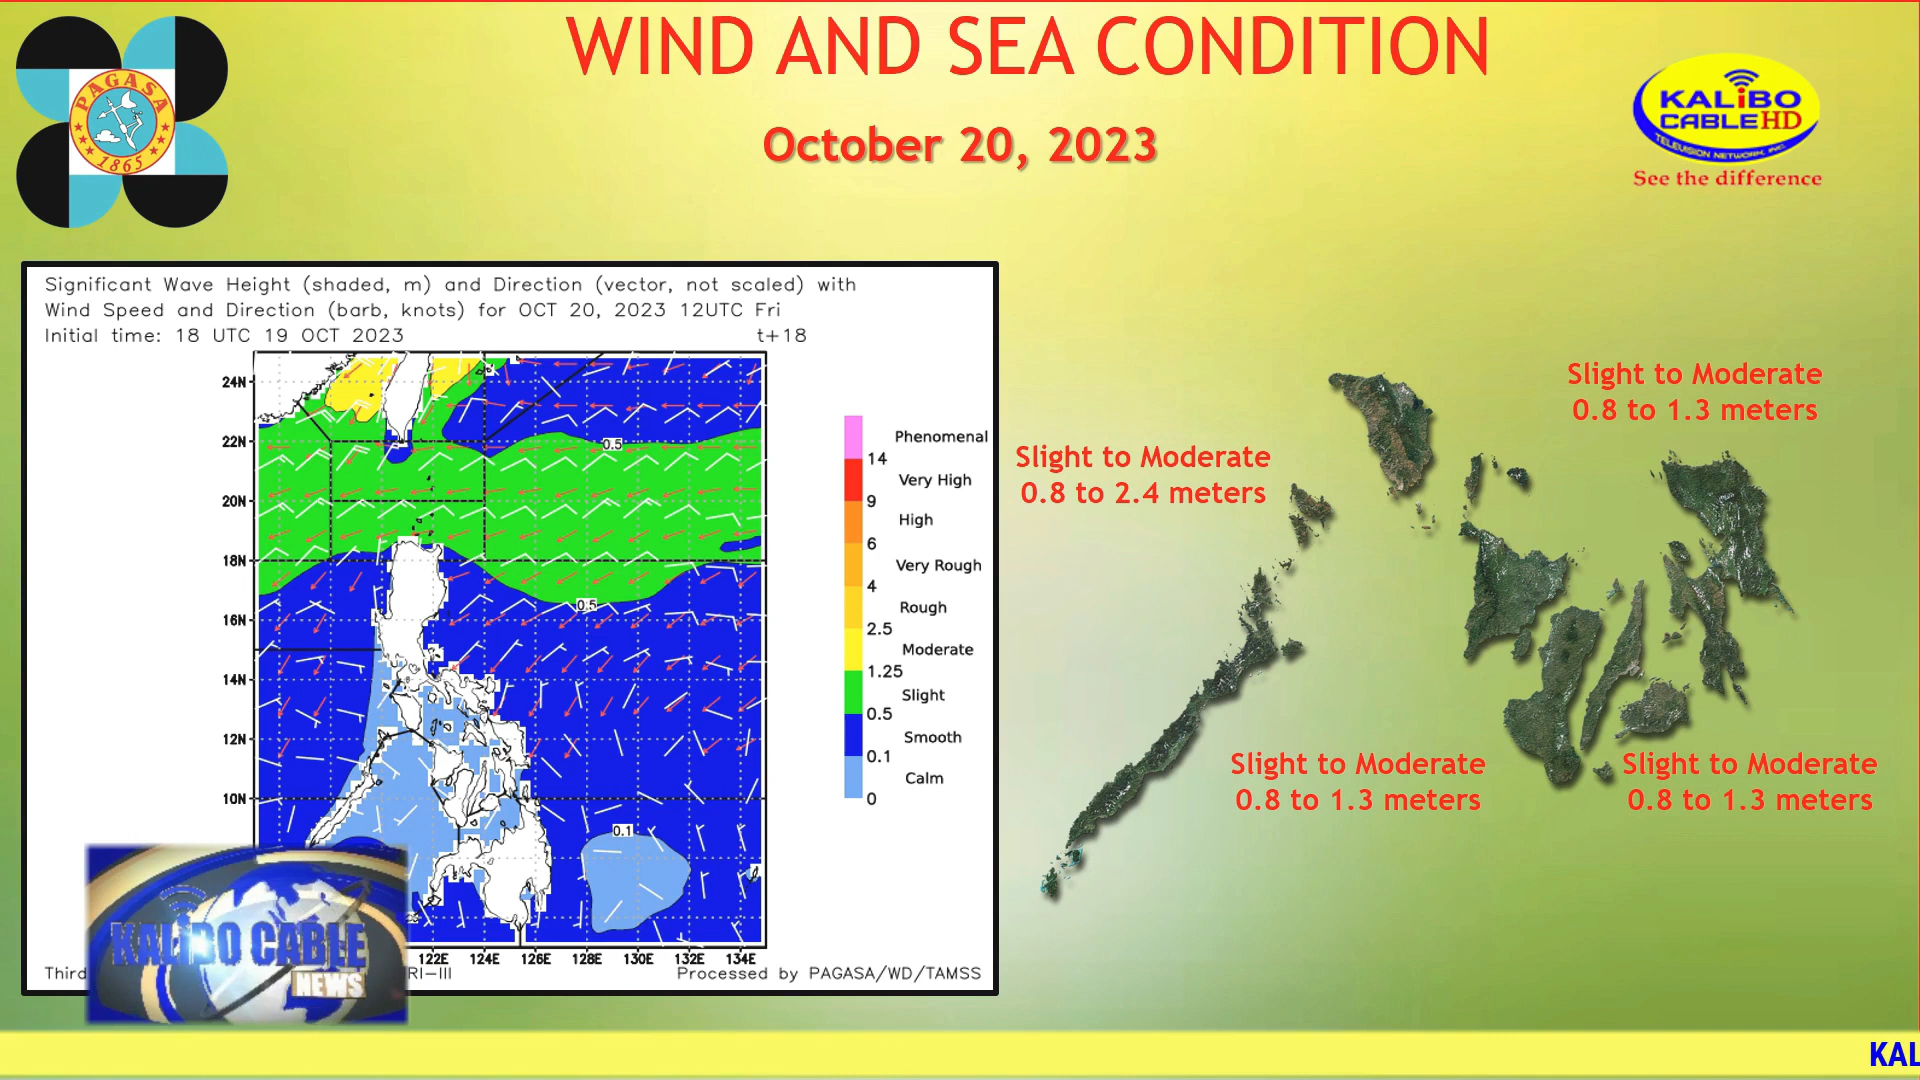 WIND AND SEA CONDITION
October 20, 2023
PAGASA
1865
KALiBO
CABLE HD
TELEVISION NETWORK, INC.
See the difference
Significant Wave Height (shaded, m) and Direction (vector, not scaled) with
Wind Speed and Direction (barb, knots) for OCT 20, 2023 12UTC Fri
Initial time: 18 UTC 19 OCT 2023 t+18
24N
22N
20N
18N
16N
14N
12N
10N
0.5
0.5
0.1
122E 124E 126E 128E 130E 132E 134E
Phenomenal
14
Very High
9
High
6
Very Rough
4
Rough
2.5
Moderate
1.25
Slight
0.5
Smooth
0.1
Calm
0
Third RI-III Processed by PAGASA/WD/TAMSS
KALIBO CABLE
NEWS
Slight to Moderate
0.8 to 1.3 meters
Slight to Moderate
0.8 to 2.4 meters
Slight to Moderate
0.8 to 1.3 meters
Slight to Moderate
0.8 to 1.3 meters
KAL